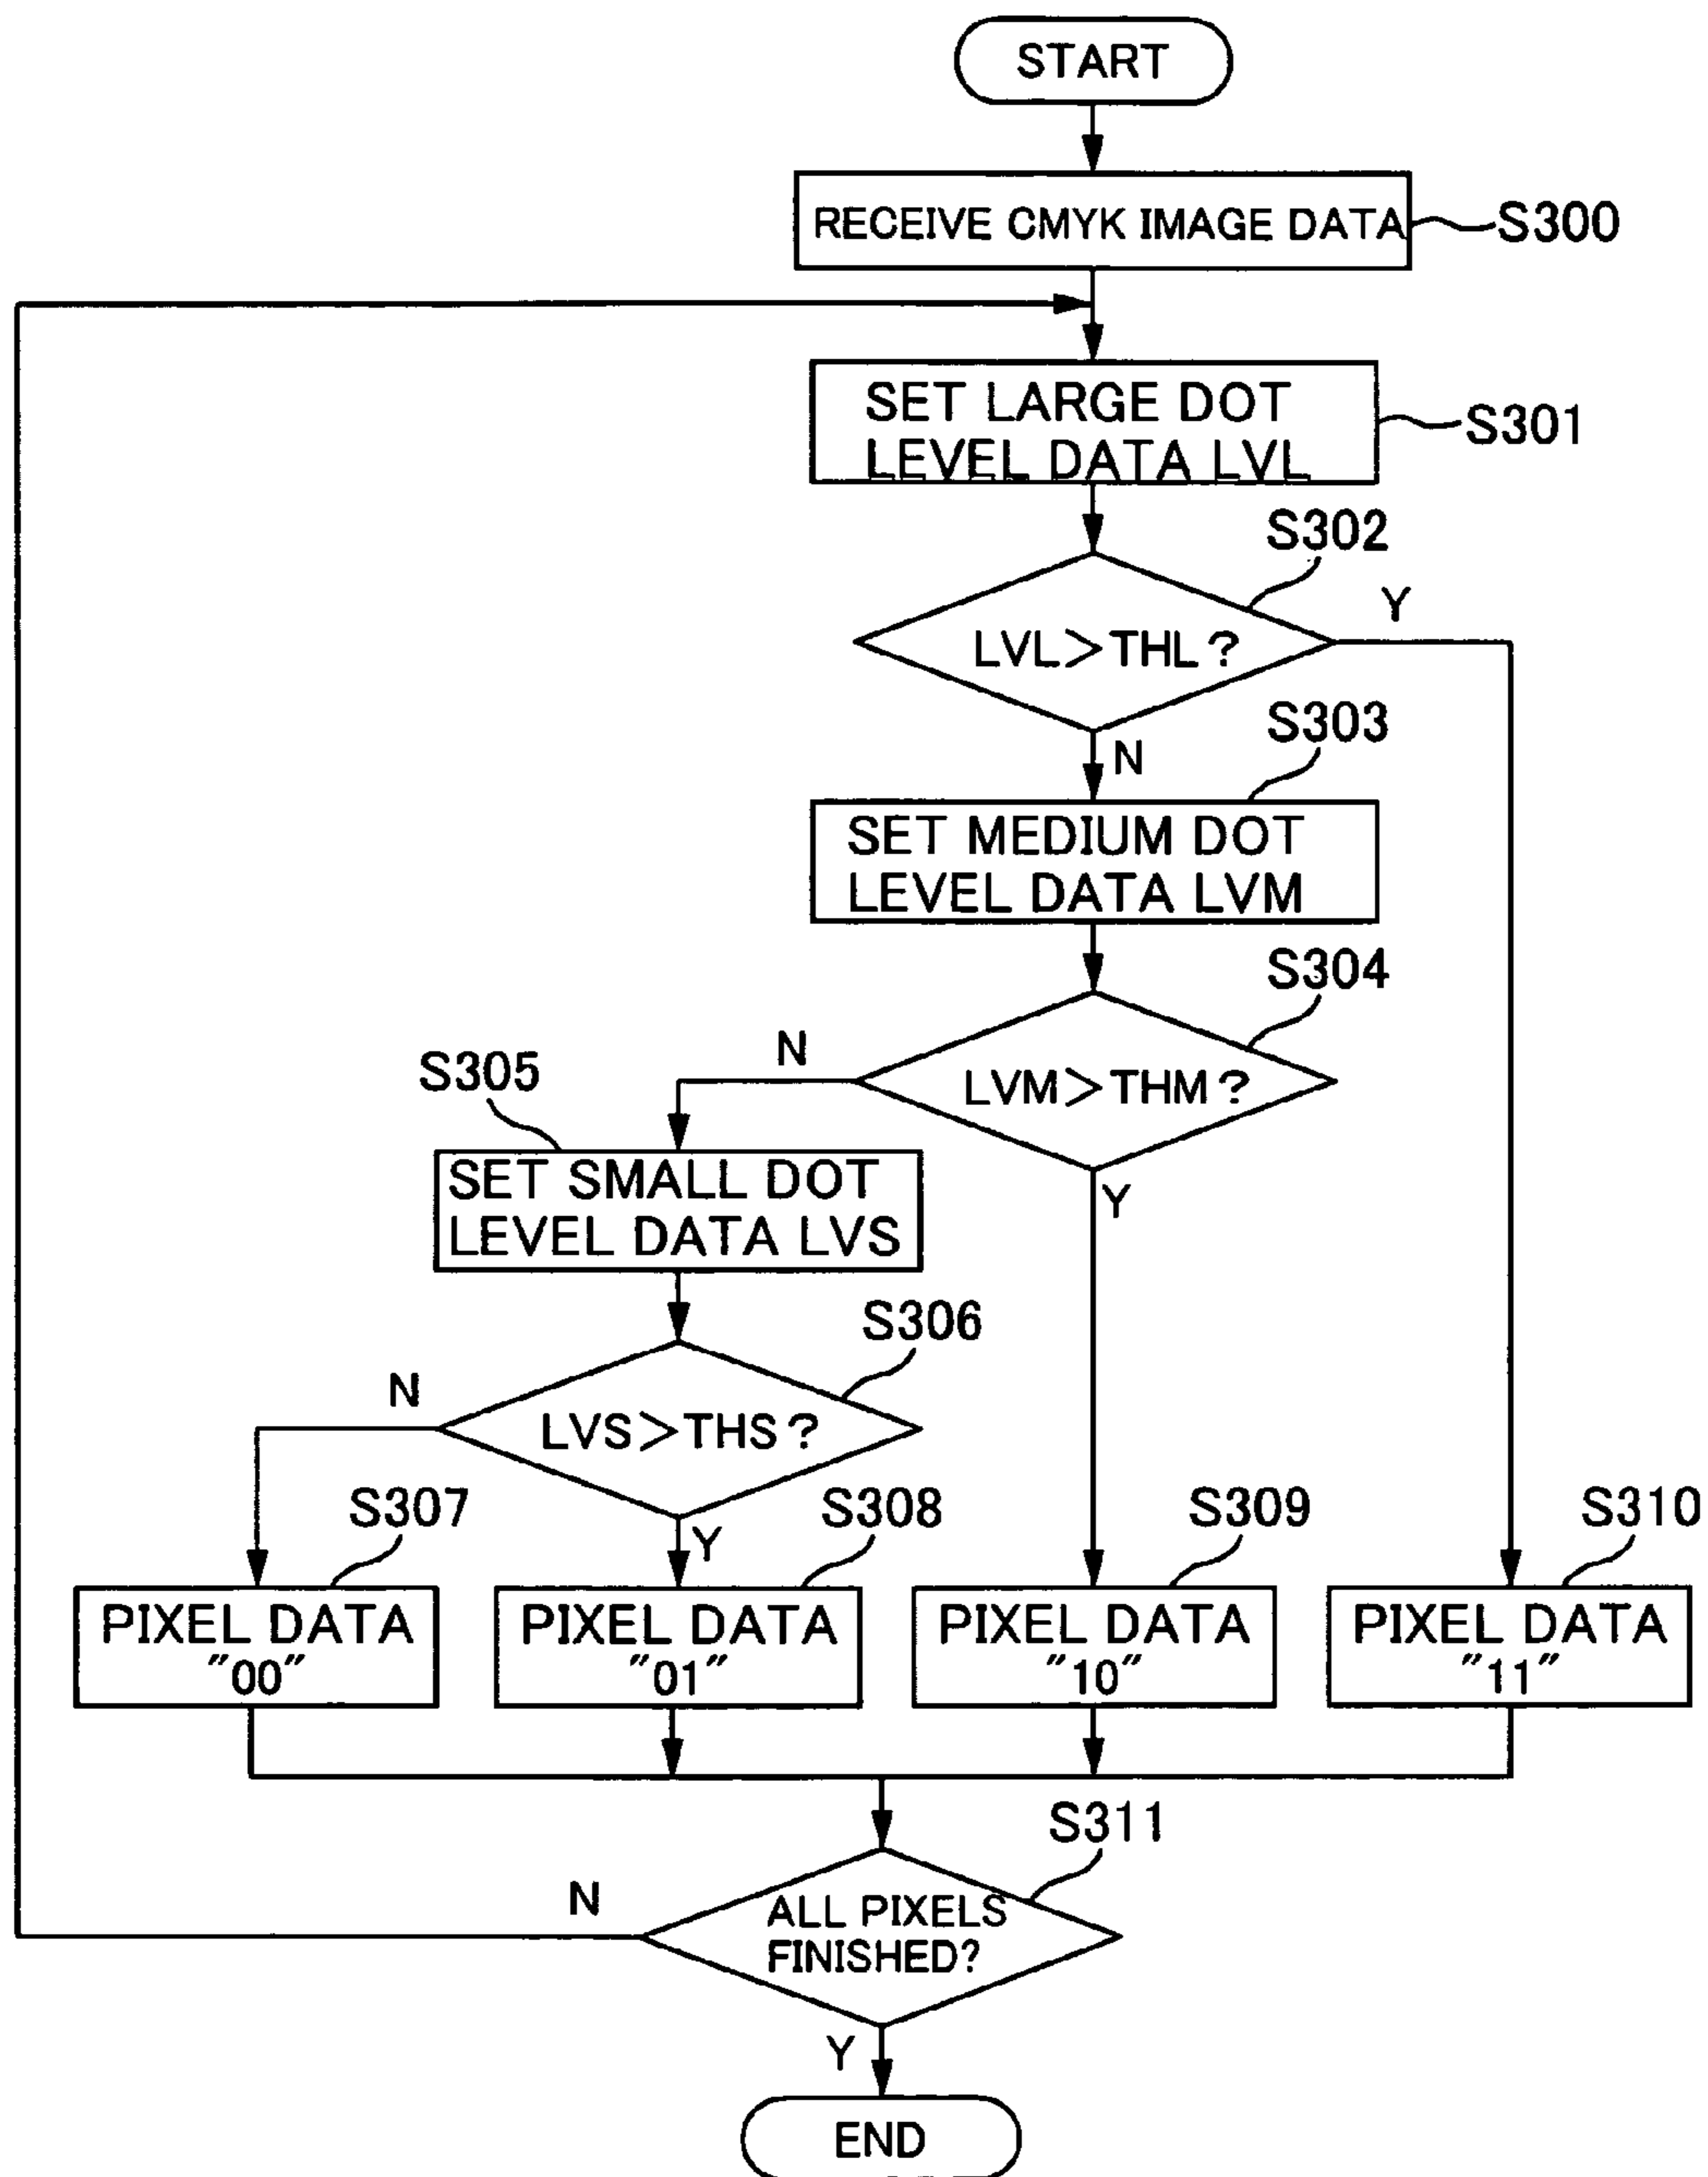 START
RECEIVE CMYK IMAGE DATA
S300
SET LARGE DOT
LEVEL DATA LVL
S301
S302
LVL>THL?
Y
N
S303
SET MEDIUM DOT
LEVEL DATA LVM
S304
LVM>THM?
N
Y
S305
SET SMALL DOT
LEVEL DATA LVS
S306
LVS>THS?
N
Y
S307
PIXEL DATA
"00"
S308
PIXEL DATA
"01"
S309
PIXEL DATA
"10"
S310
PIXEL DATA
"11"
S311
ALL PIXELS
FINISHED?
N
Y
END